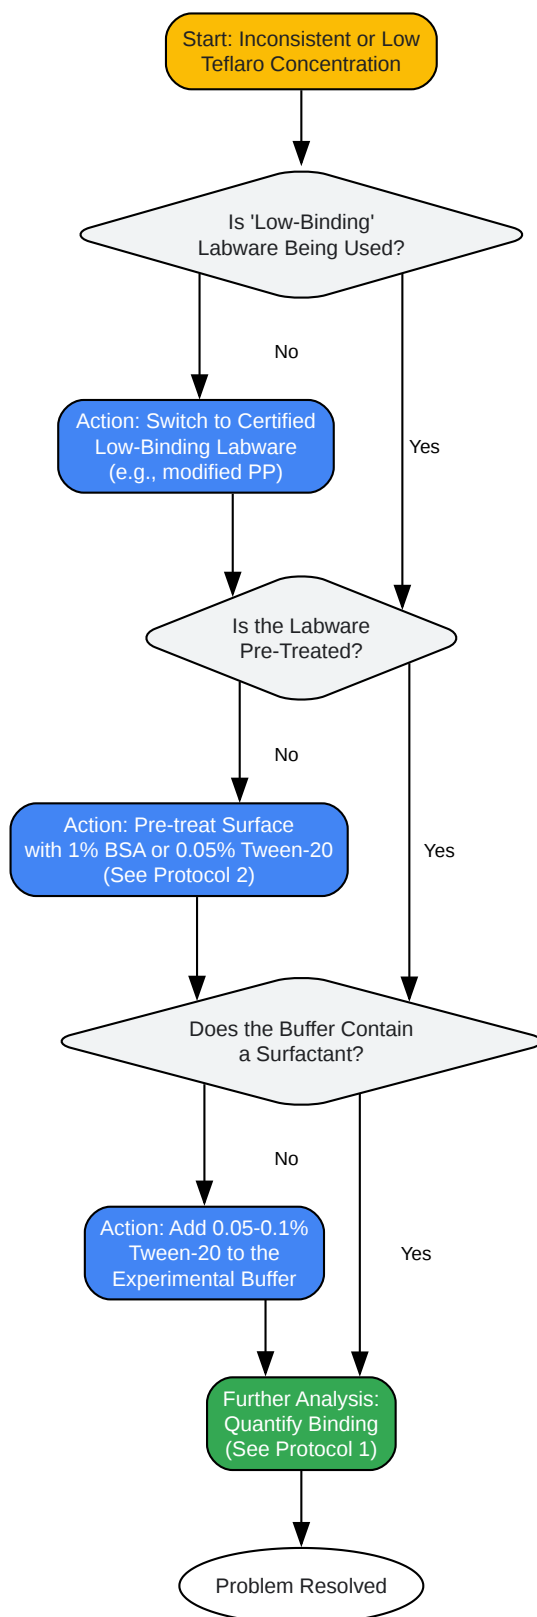 Start: Inconsistent or Low
Teflaro Concentration
Is 'Low-Binding'
Labware Being Used?
No
Action: Switch to Certified
Low-Binding Labware
(e.g., modified PP)
Yes
Is the Labware
Pre-Treated?
No
Action: Pre-treat Surface
with 1% BSA or 0.05% Tween-20
(See Protocol 2)
Yes
Does the Buffer Contain
a Surfactant?
No
Action: Add 0.05-0.1%
Tween-20 to the
Experimental Buffer
Yes
Further Analysis:
Quantify Binding
(See Protocol 1)
Problem Resolved